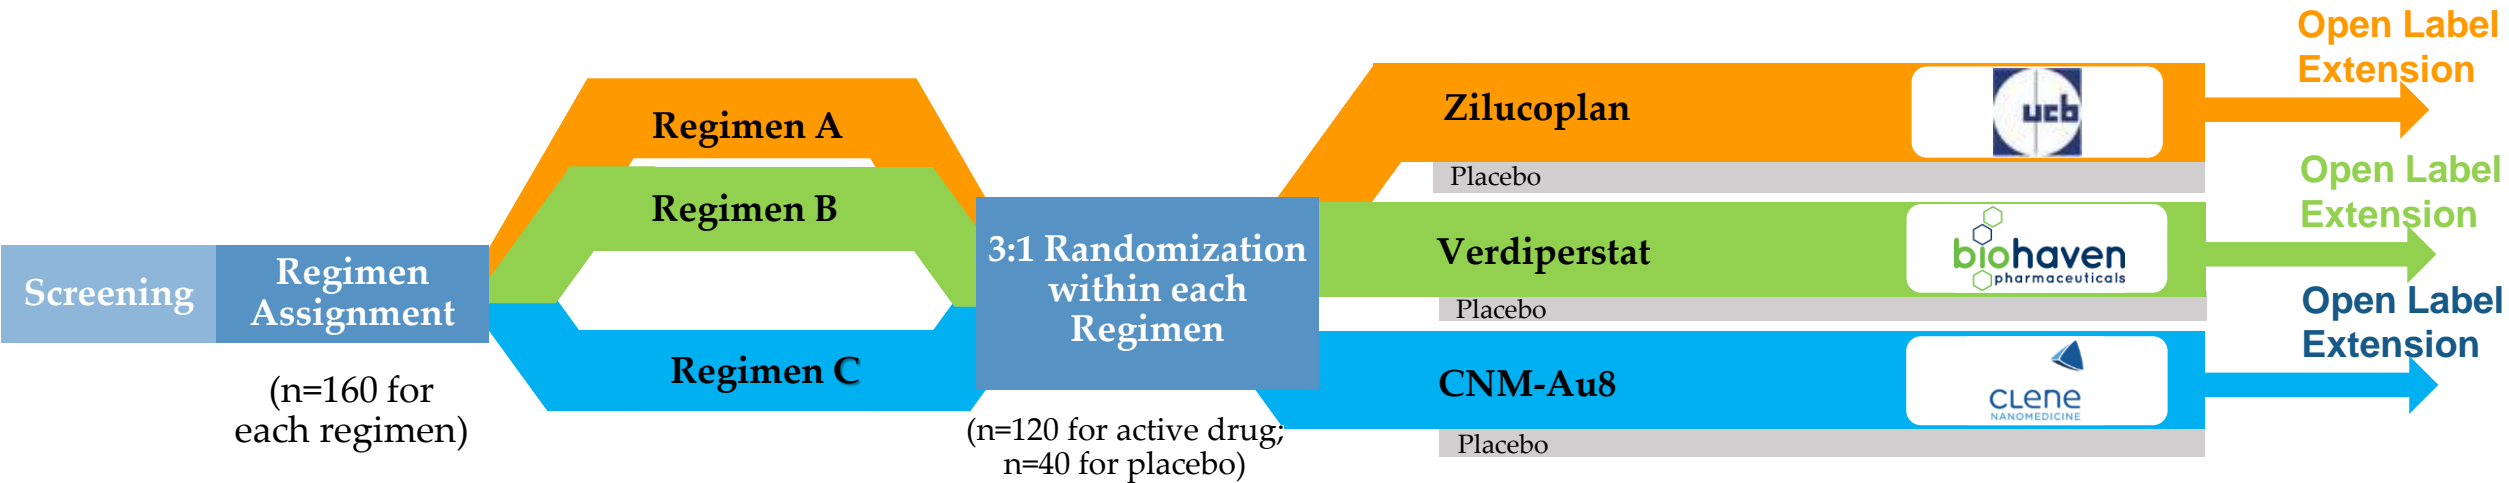 Screening
Regimen
Assignment
(n=160 for
each regimen)
Regimen A
Regimen B
Regimen C
3:1 Randomization
within each
Regimen
(n=120 for active drug;
n=40 for placebo)
Zilucoplan
ucb
Placebo
Open Label
Extension
Verdiperstat
biohaven
pharmaceuticals
Placebo
Open Label
Extension
CNM-Au8
CLENE
NANOMEDICINE
Placebo
Open Label
Extension